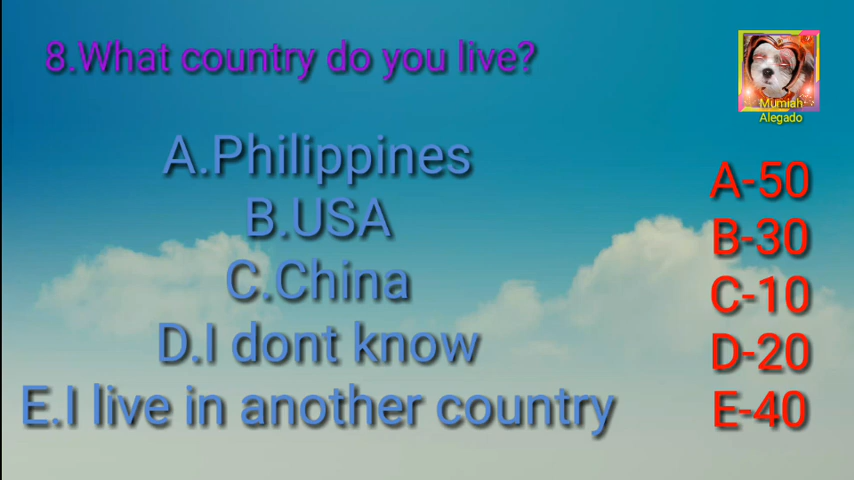 8.What country do you live?
Mumiah
Alegado
A.Philippines
B.USA
C.China
D.I dont know
E.I live in another country
A-50
B-30
C-10
D-20
E-40